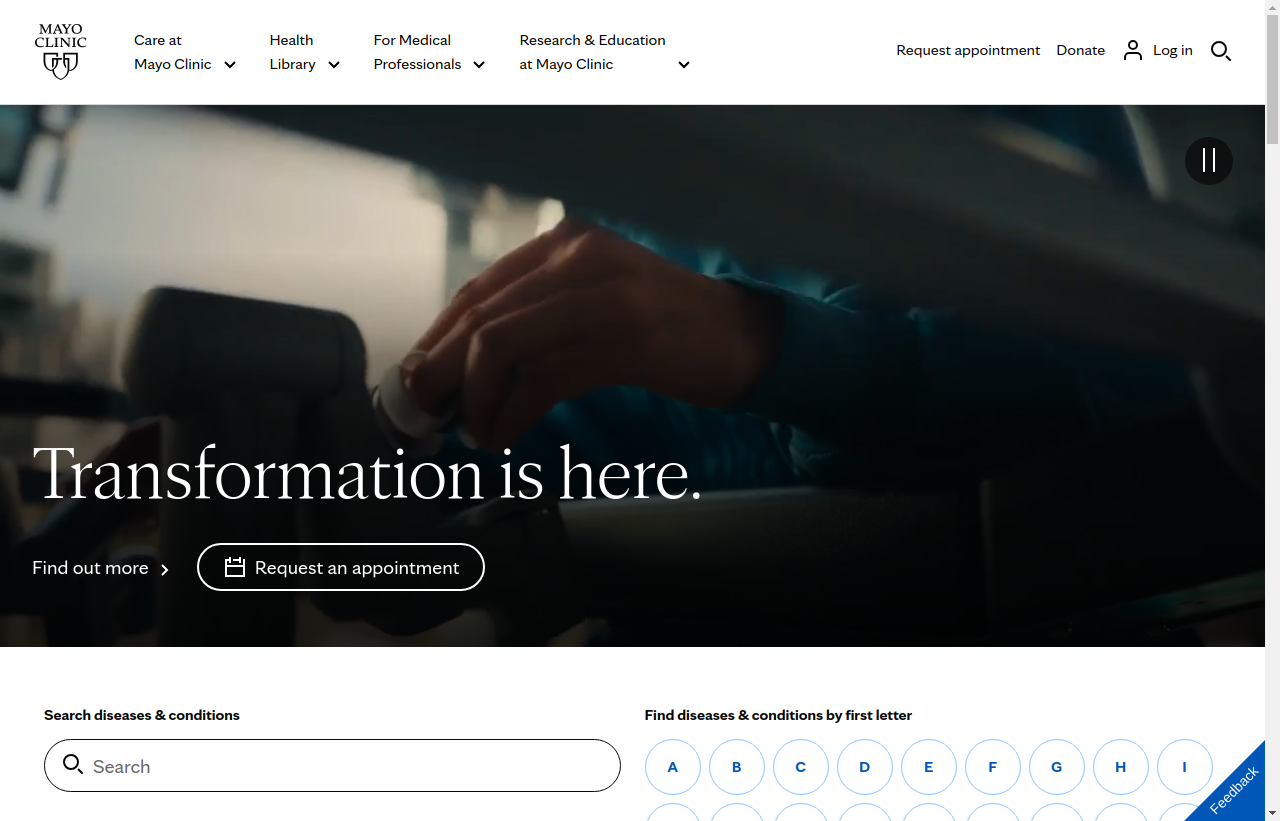 MAYO
CLINIC
Care at
Mayo Clinic
Health
Library
For Medical
Professionals
Research & Education
at Mayo Clinic
Request appointment
Donate
Log in
Transformation is here.
Find out more
Request an appointment
Search diseases & conditions
Search
Find diseases & conditions by first letter
A B C D E F G H I
Feedback